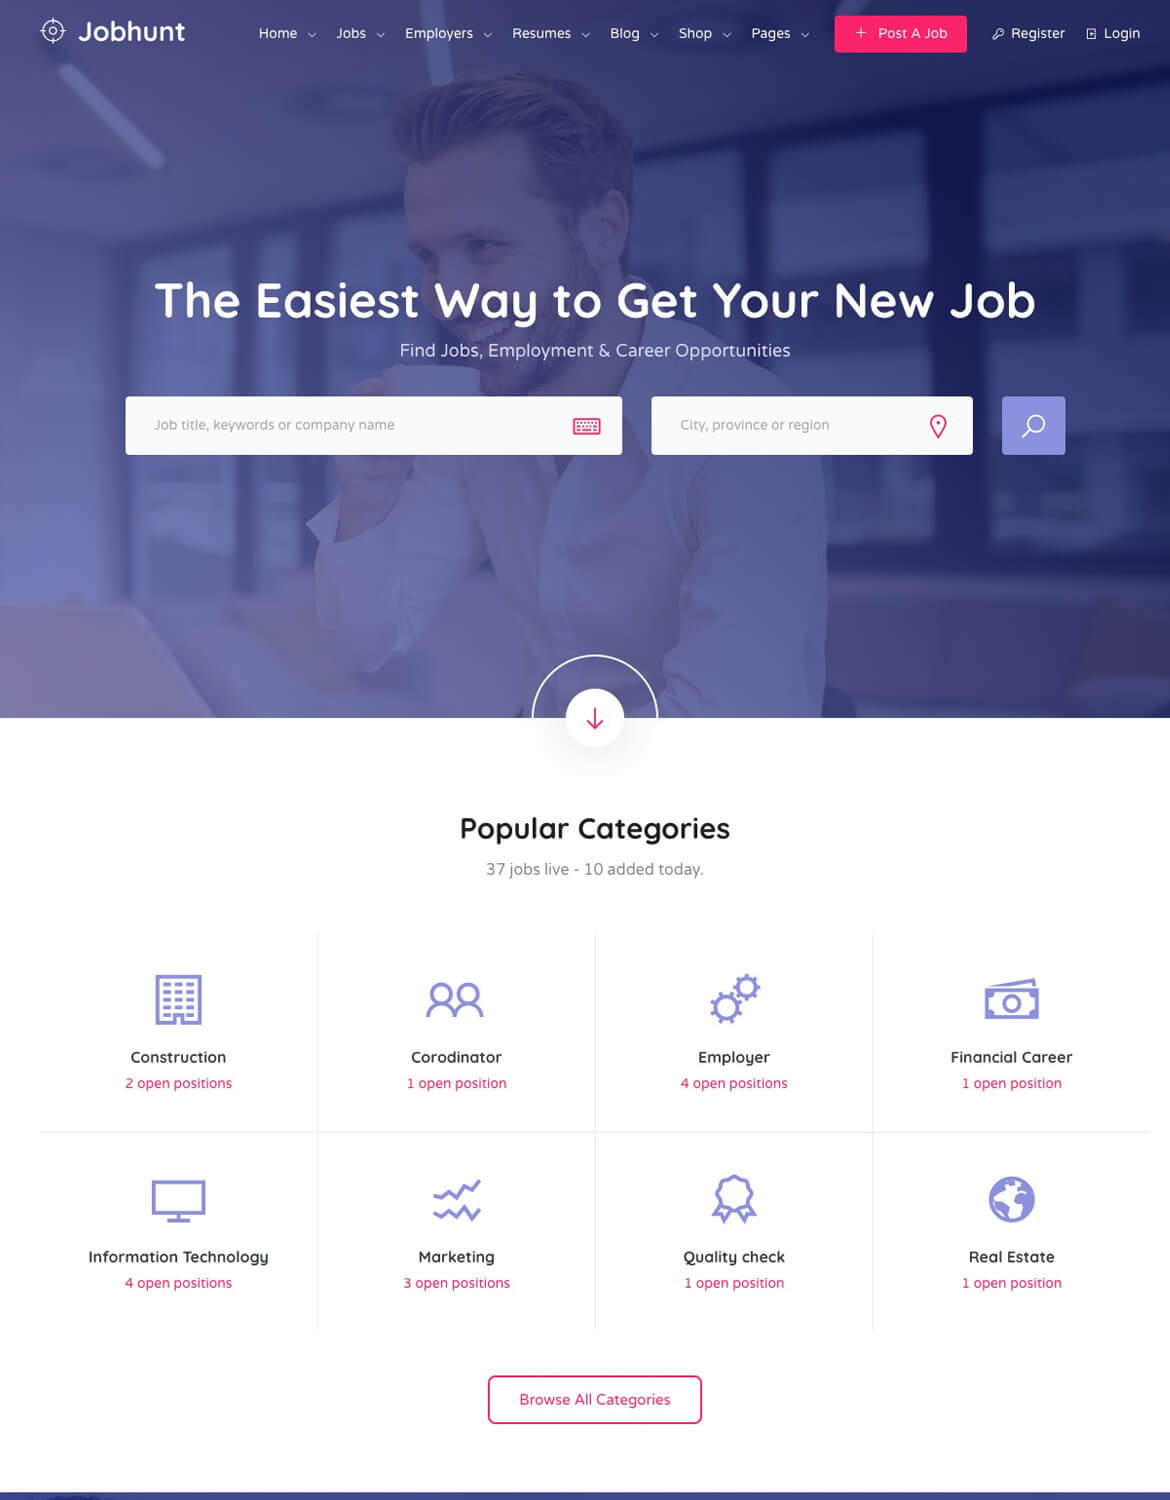 Jobhunt
Home Jobs Employers Resumes Blog Shop Pages + Post A Job Register Login
The Easiest Way to Get Your New Job
Find Jobs, Employment & Career Opportunities
Job title, keywords or company name
City, province or region
Popular Categories
37 jobs live - 10 added today.
Construction
2 open positions
Corodinator
1 open position
Employer
4 open positions
Financial Career
1 open position
Information Technology
4 open positions
Marketing
3 open positions
Quality check
1 open position
Real Estate
1 open position
Browse All Categories